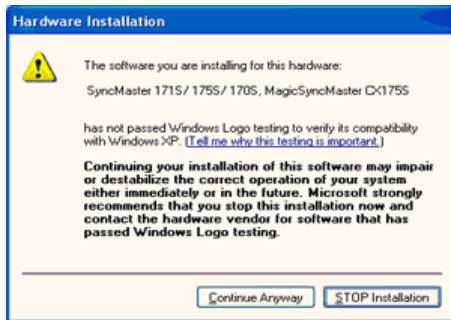 Hardware Installation
The software you are installing for this hardware:
SyncMaster 171S/ 175S/ 170S, MagicSyncMaster CX175S
has not passed Windows Logo testing to verify its compatibility
with Windows XP. (Tell me why this testing is important.)
Continuing your installation of this software may impair
or destabilize the correct operation of your system
either immediately or in the future. Microsoft strongly
recommends that you stop this installation now and
contact the hardware vendor for software that has
passed Windows Logo testing.
Continue Anyway
STOP Installation